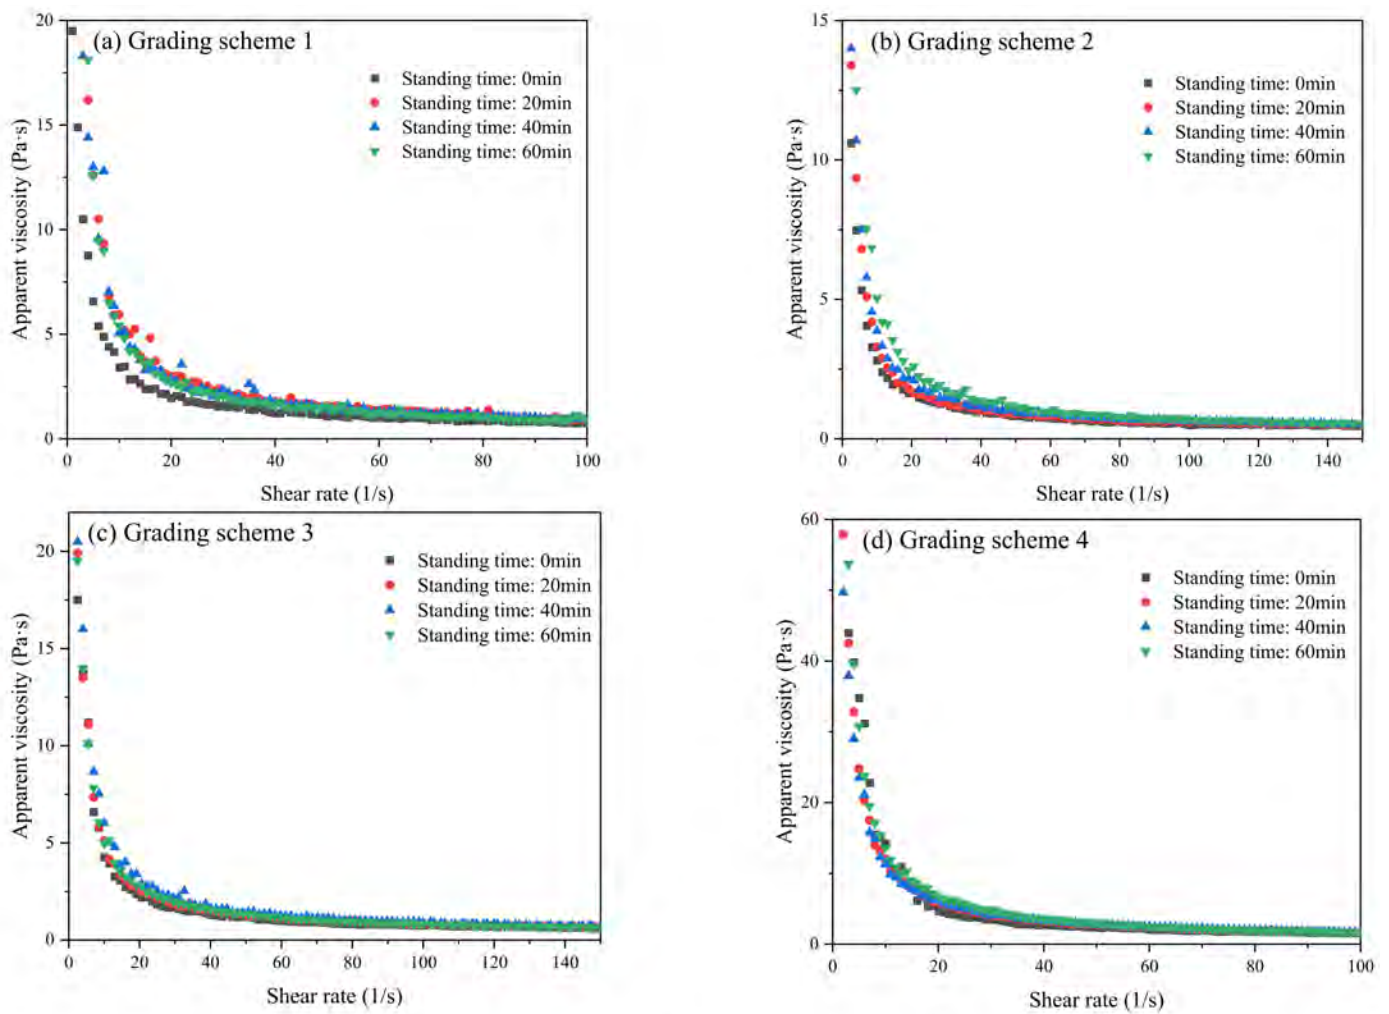 (a) Grading scheme 1
Standing time: 0min
Standing time: 20min
Standing time: 40min
Standing time: 60min
Apparent viscosity (Pa·s)
20
15
10
5
0
0 20 40 60 80 100
Shear rate (1/s)
(b) Grading scheme 2
Standing time: 0min
Standing time: 20min
Standing time: 40min
Standing time: 60min
Apparent viscosity (Pa·s)
15
10
5
0
0 20 40 60 80 100 120 140
Shear rate (1/s)
(c) Grading scheme 3
Standing time: 0min
Standing time: 20min
Standing time: 40min
Standing time: 60min
Apparent viscosity (Pa·s)
20
15
10
5
0
0 20 40 60 80 100 120 140
Shear rate (1/s)
(d) Grading scheme 4
Standing time: 0min
Standing time: 20min
Standing time: 40min
Standing time: 60min
Apparent viscosity (Pa·s)
60
40
20
0
0 20 40 60 80 100
Shear rate (1/s)